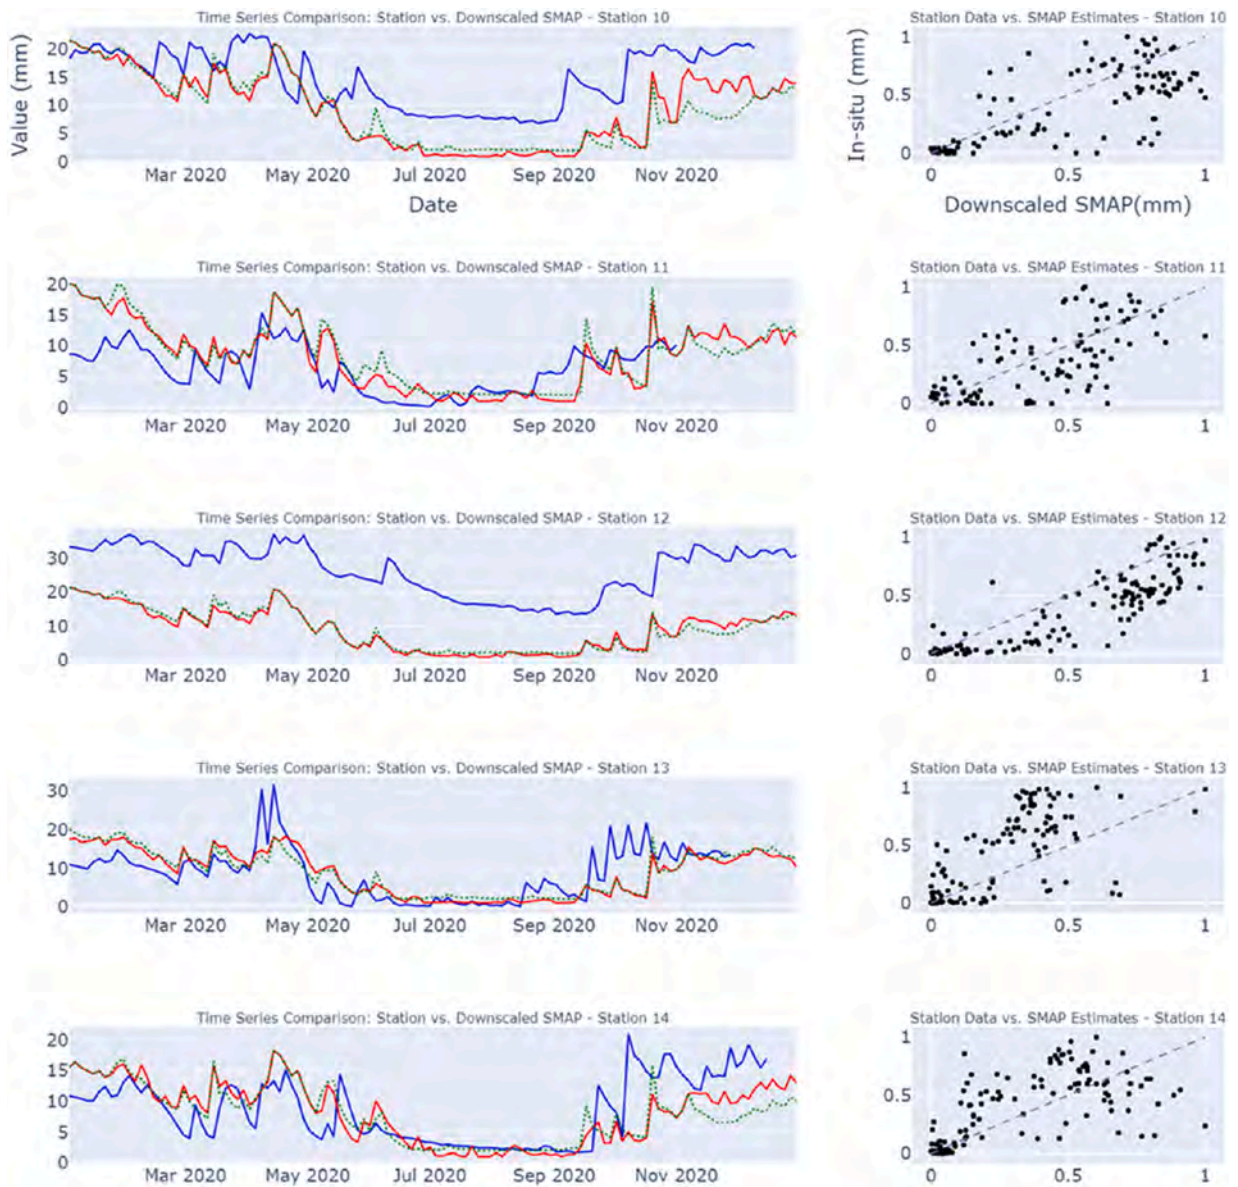 Time Series Comparison: Station vs. Downscaled SMAP - Station 10
Station Data vs. SMAP Estimates - Station 10
Value (mm)
20
15
10
5
0
Mar 2020 May 2020 Jul 2020 Sep 2020 Nov 2020
Date
In-situ (mm)
1
0.5
0
0 0.5 1
Downscaled SMAP(mm)
Time Series Comparison: Station vs. Downscaled SMAP - Station 11
Station Data vs. SMAP Estimates - Station 11
20
15
10
5
0
Mar 2020 May 2020 Jul 2020 Sep 2020 Nov 2020
1
0.5
0
0 0.5 1
Time Series Comparison: Station vs. Downscaled SMAP - Station 12
Station Data vs. SMAP Estimates - Station 12
30
20
10
0
Mar 2020 May 2020 Jul 2020 Sep 2020 Nov 2020
1
0.5
0
0 0.5 1
Time Series Comparison: Station vs. Downscaled SMAP - Station 13
Station Data vs. SMAP Estimates - Station 13
30
20
10
0
Mar 2020 May 2020 Jul 2020 Sep 2020 Nov 2020
1
0.5
0
0 0.5 1
Time Series Comparison: Station vs. Downscaled SMAP - Station 14
Station Data vs. SMAP Estimates - Station 14
20
15
10
5
0
Mar 2020 May 2020 Jul 2020 Sep 2020 Nov 2020
1
0.5
0
0 0.5 1